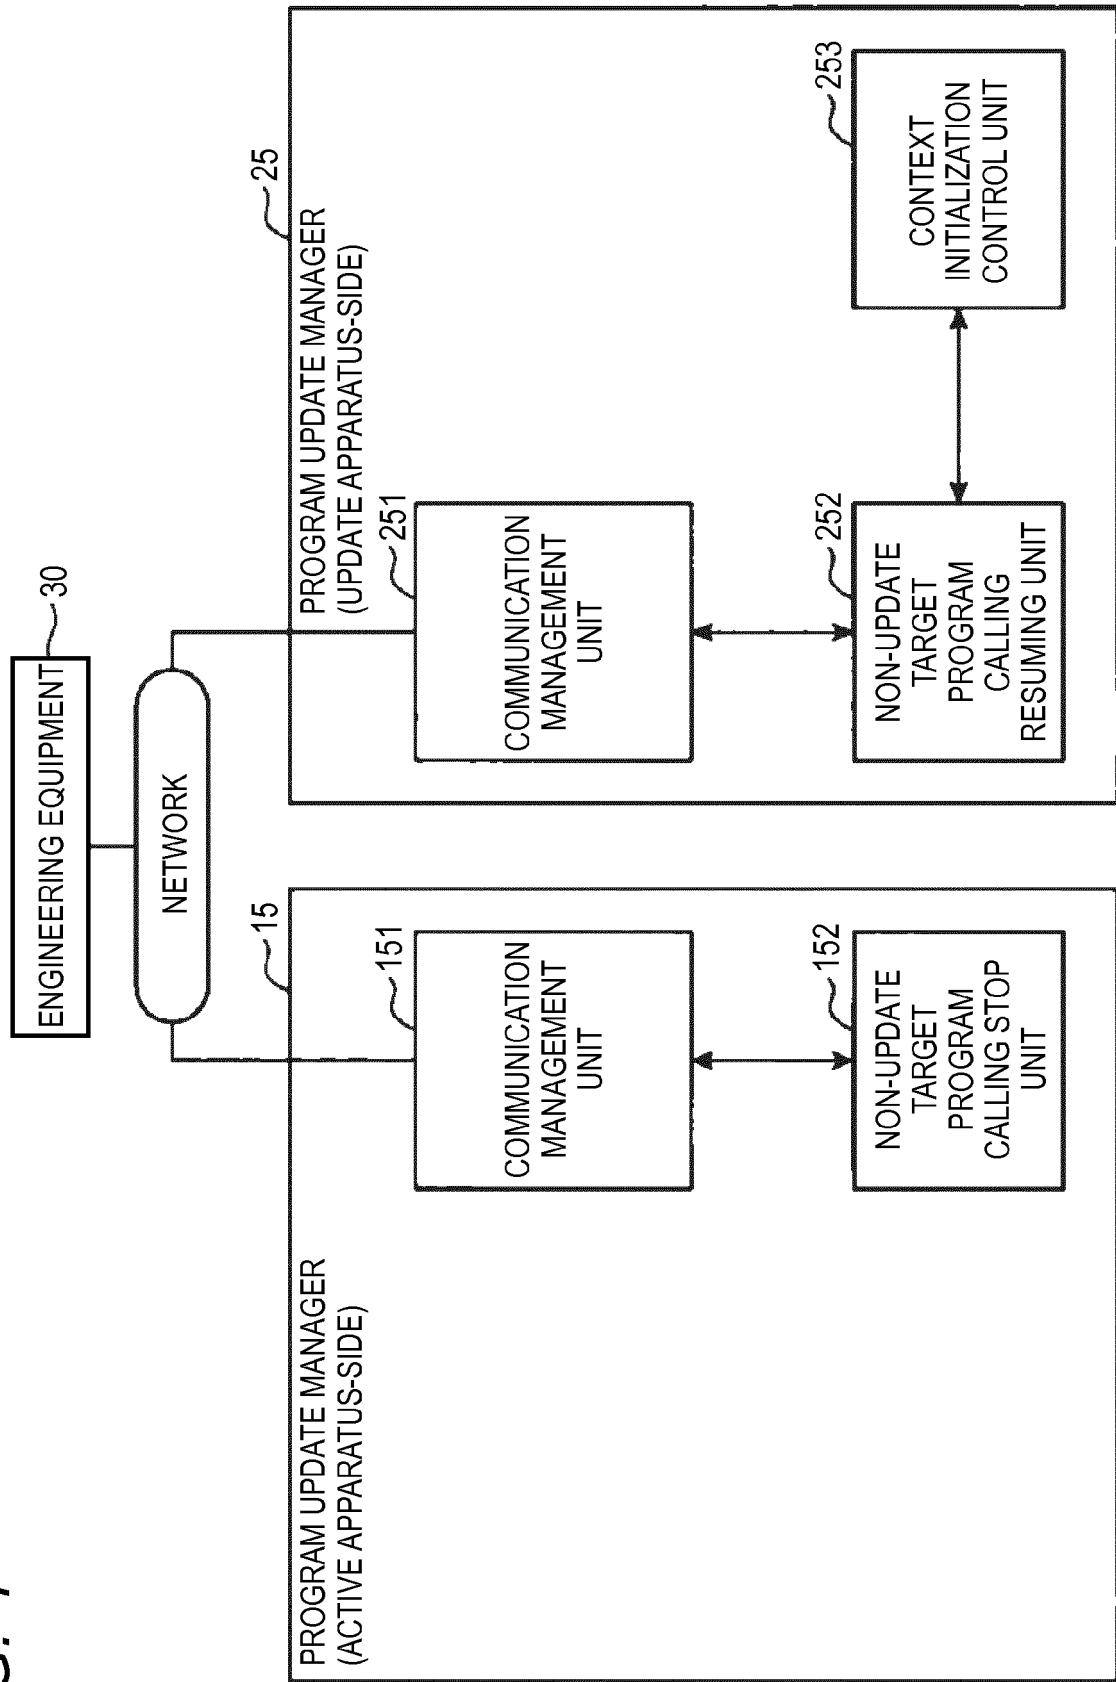 ENGINEERING EQUIPMENT
30
NETWORK
15
PROGRAM UPDATE MANAGER
(ACTIVE APPARATUS-SIDE)
151
COMMUNICATION
MANAGEMENT
UNIT
152
NON-UPDATE
TARGET
PROGRAM
CALLING STOP
UNIT
25
PROGRAM UPDATE MANAGER
(UPDATE APPARATUS-SIDE)
251
COMMUNICATION
MANAGEMENT
UNIT
252
NON-UPDATE
TARGET
PROGRAM
CALLING
RESUMING UNIT
253
CONTEXT
INITIALIZATION
CONTROL UNIT